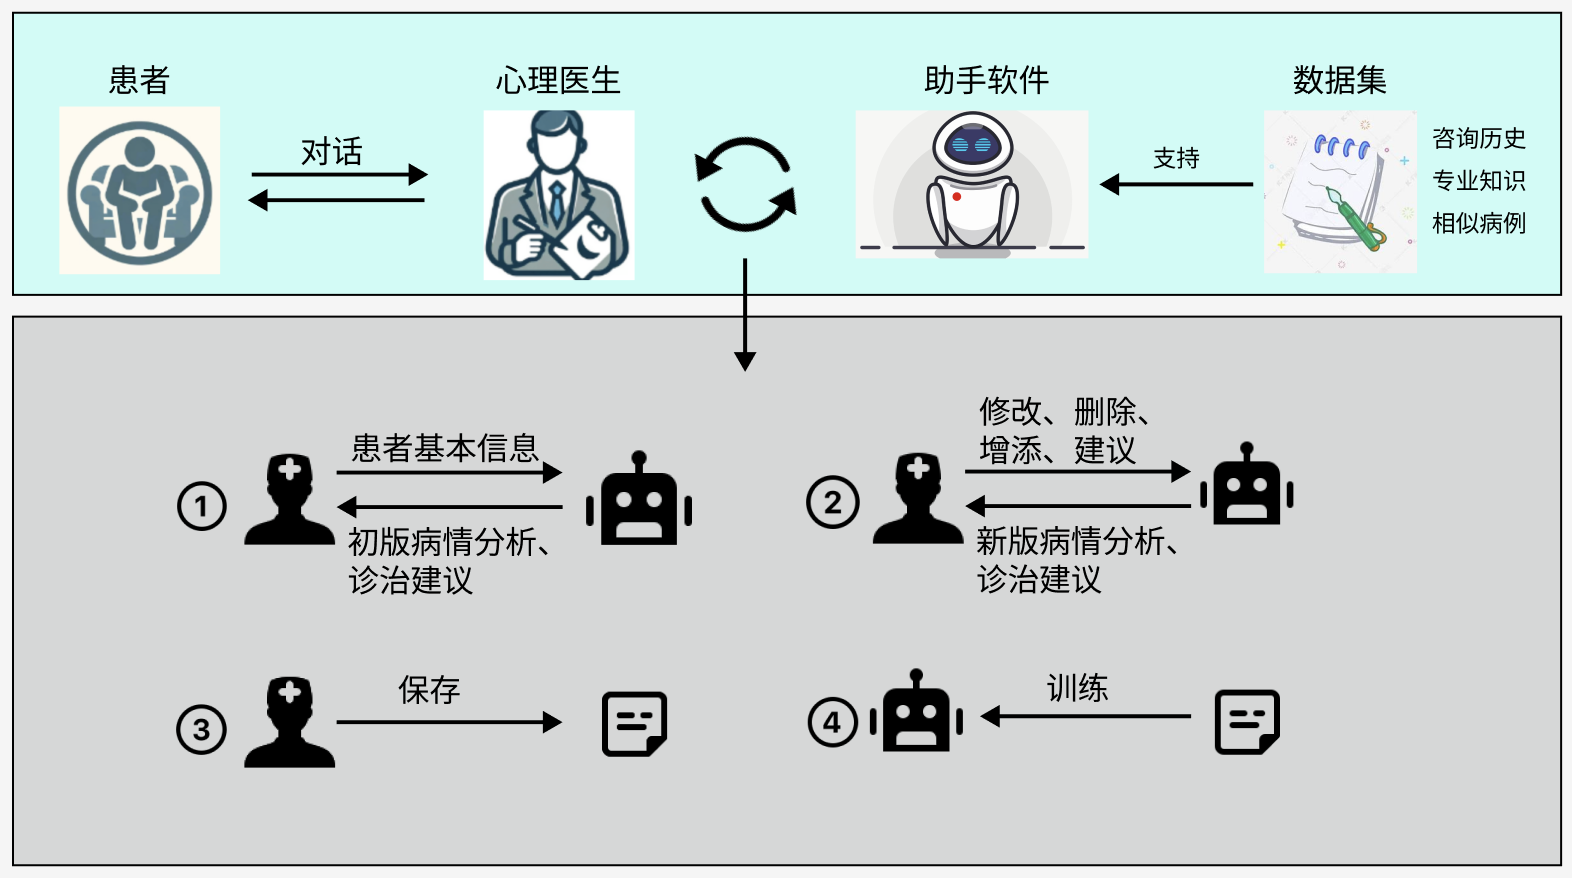 患者
心理医生
助手软件
数据集
对话
支持
咨询历史
专业知识
相似病例
1
患者基本信息
初版病情分析、
诊治建议
2
修改、删除、
增添、建议
新版病情分析、
诊治建议
3
保存
4
训练